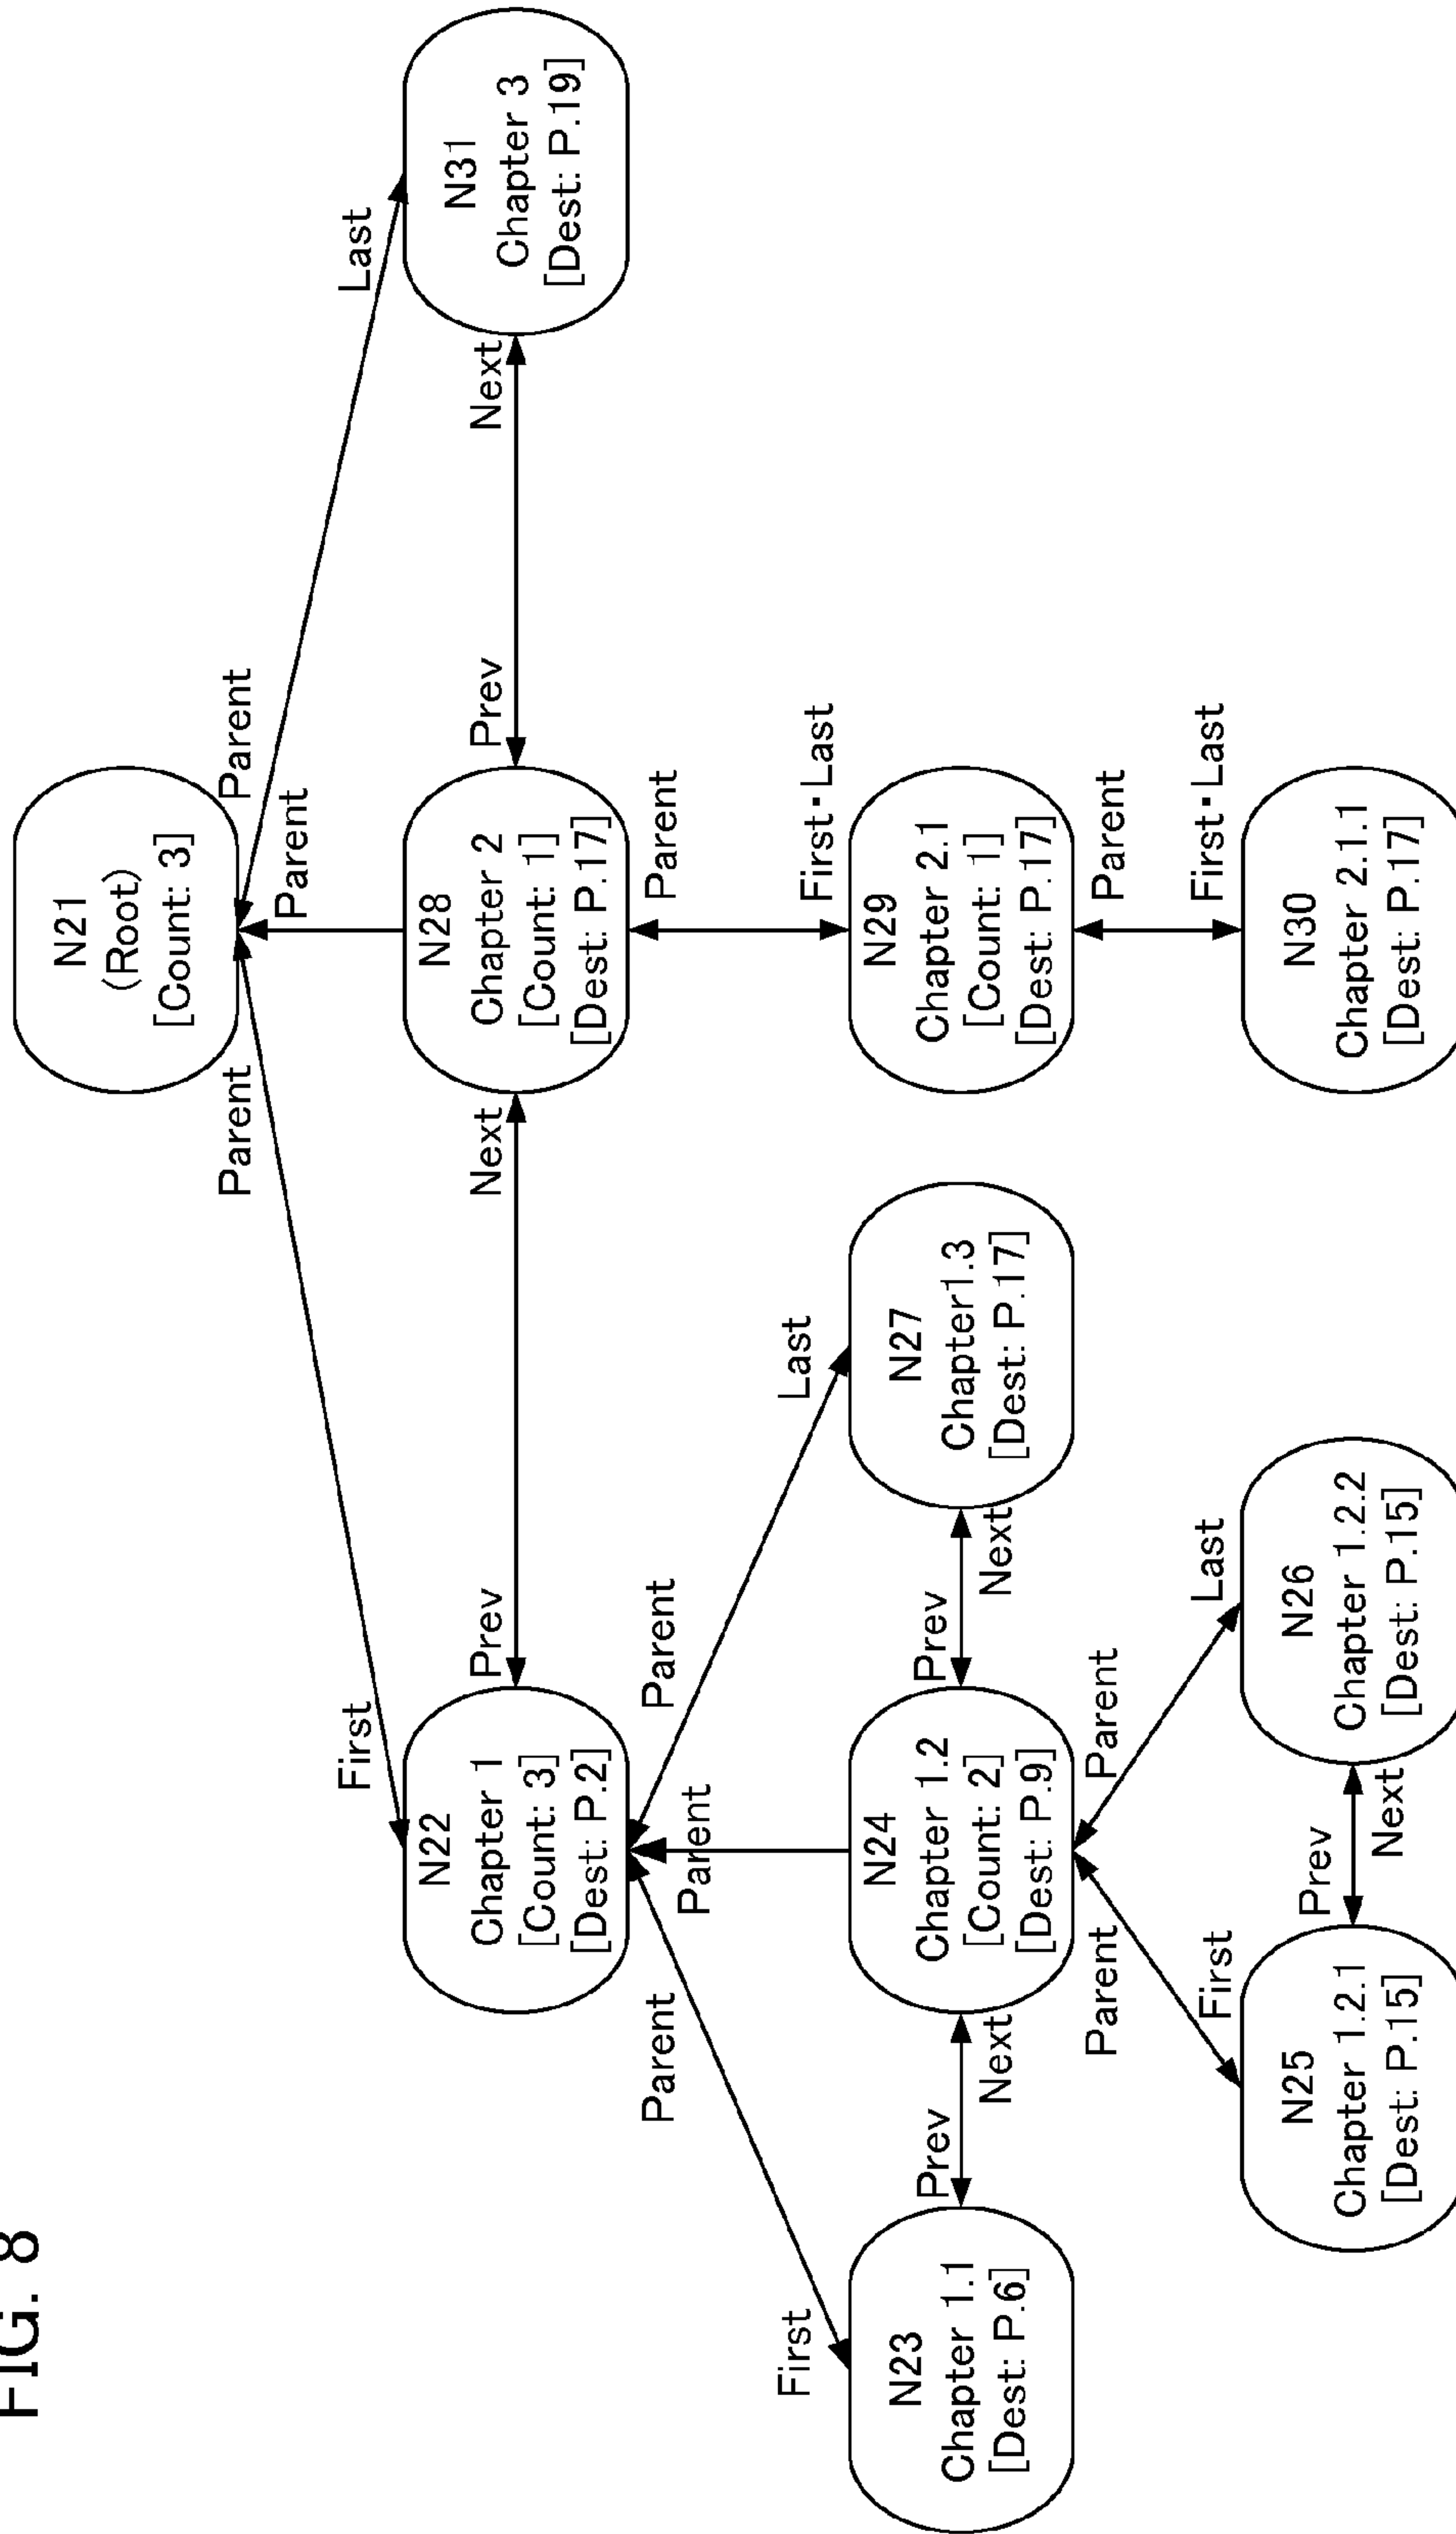 FIG. 8
N21
(Root)
[Count: 3]
Parent
Parent
Parent
First
Last
N22
Chapter 1
[Count: 3]
[Dest: P.2]
Prev
Next
N28
Chapter 2
[Count: 1]
[Dest: P.17]
Prev
Next
N31
Chapter 3
[Dest: P.19]
Parent
Parent
Parent
Parent
First
Last
First・Last
N23
Chapter 1.1
[Dest: P.6]
Prev
Next
N24
Chapter 1.2
[Count: 2]
[Dest: P.9]
Prev
Next
N27
Chapter1.3
[Dest: P.17]
N29
Chapter 2.1
[Count: 1]
[Dest: P.17]
Parent
Parent
Parent
First
Last
First・Last
N25
Chapter 1.2.1
[Dest: P.15]
Prev
Next
N26
Chapter 1.2.2
[Dest: P.15]
N30
Chapter 2.1.1
[Dest: P.17]